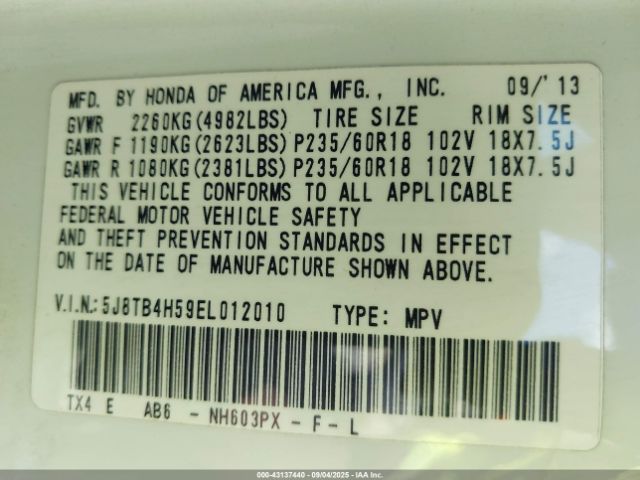 MFD. BY HONDA OF AMERICA MFG., INC. 09/'13
GVWR 2260KG(4982LBS) TIRE SIZE RIM SIZE
GAWR F 1190KG(2623LBS) P235/60R18 102V 18X7.5J
GAWR R 1080KG(2381LBS) P235/60R18 102V 18X7.5J
THIS VEHICLE CONFORMS TO ALL APPLICABLE
FEDERAL MOTOR VEHICLE SAFETY
AND THEFT PREVENTION STANDARDS IN EFFECT
ON THE DATE OF MANUFACTURE SHOWN ABOVE.
V.I.N.:5J8TB4H59EL012010 TYPE: MPV
TX4 E AB6 - NH603PX - F - L
000-43137440 - 09/04/2025 - IAA Inc.